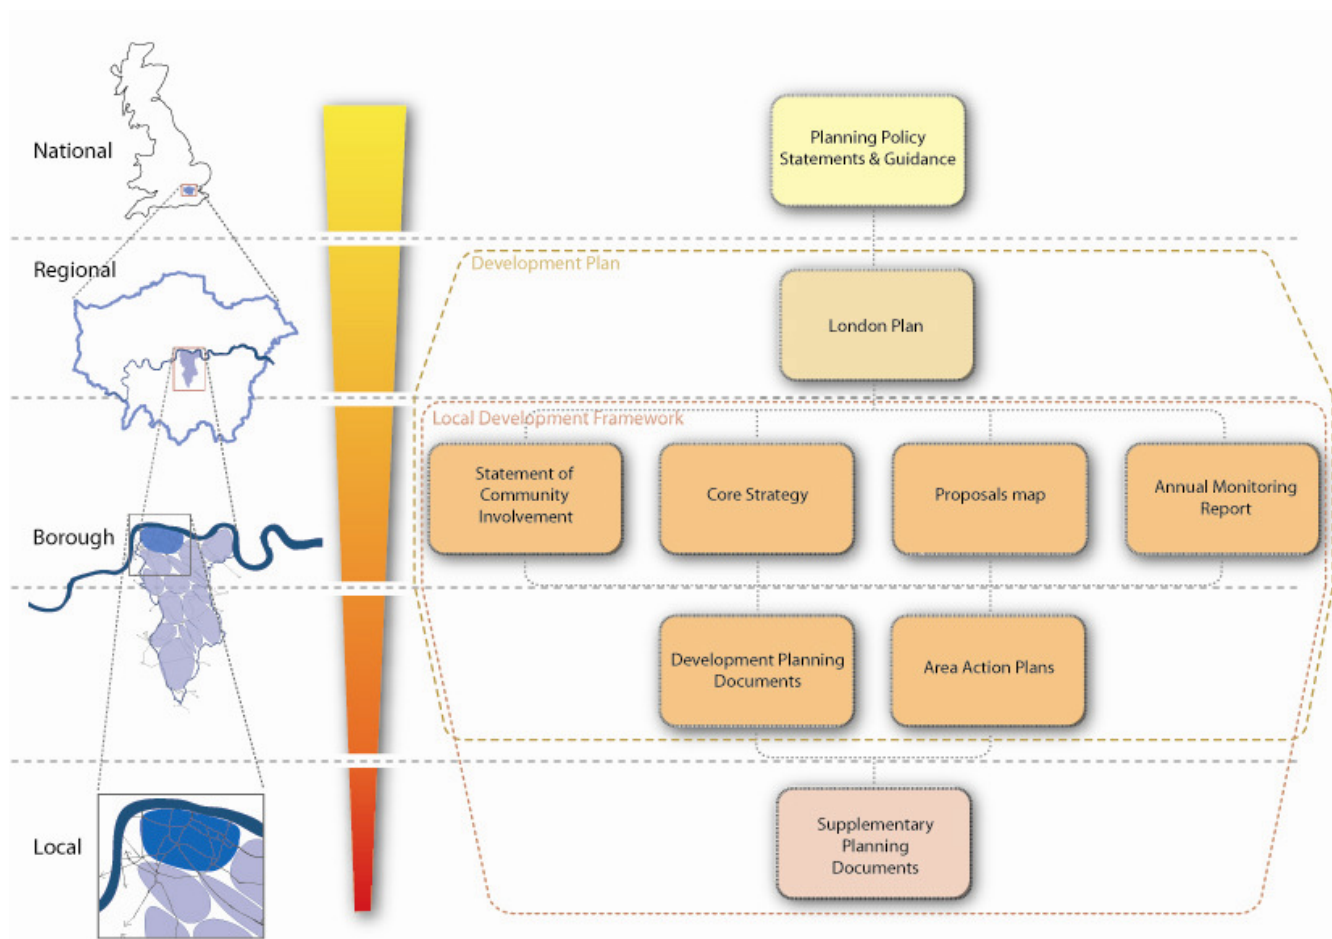 National
Planning Policy
Statements & Guidance
Regional
Development Plan
London Plan
Local Development Framework
Statement of
Community
Involvement
Core Strategy
Proposals map
Annual Monitoring
Report
Borough
Development Planning
Documents
Area Action Plans
Local
Supplementary
Planning
Documents